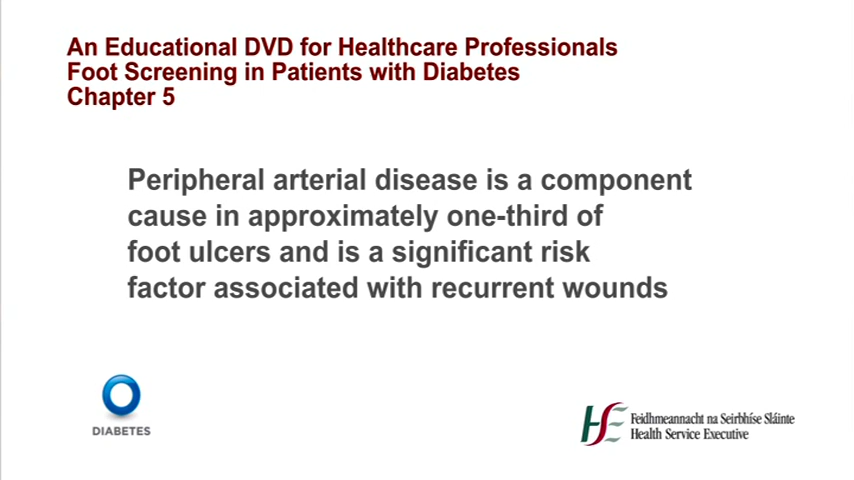 An Educational DVD for Healthcare Professionals
Foot Screening in Patients with Diabetes
Chapter 5
Peripheral arterial disease is a component
cause in approximately one-third of
foot ulcers and is a significant risk
factor associated with recurrent wounds
DIABETES
HSE
Feidhmeannacht na Seirbhíse Sláinte
Health Service Executive